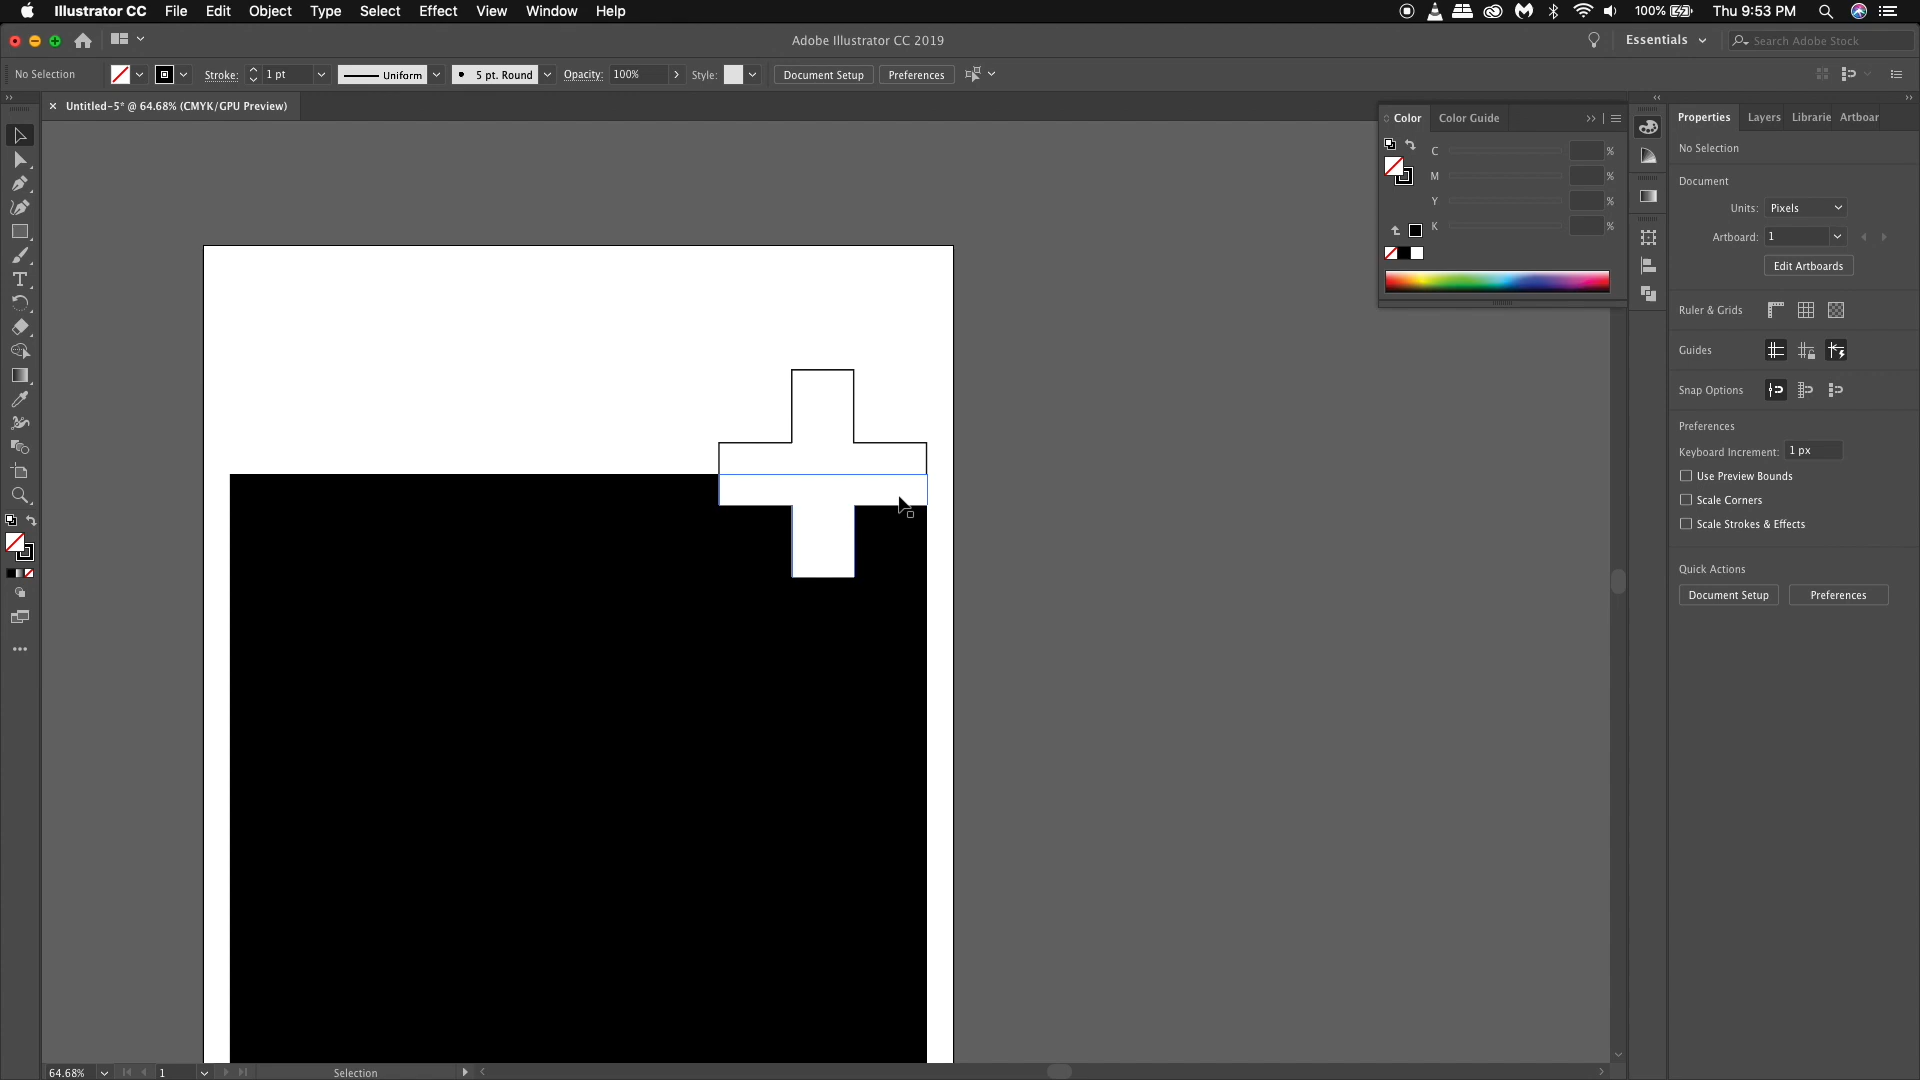 Illustrator CC File Edit Object Type Select Effect View Window Help 100% Thu 9:53 PM
Adobe Illustrator CC 2019 Essentials Search Adobe Stock
No Selection Stroke: 1 pt Uniform 5 pt. Round Opacity: 100% Style: Document Setup Preferences
Untitled-5* @ 64.68% (CMYK/GPU Preview)
Color Color Guide
C %
M %
Y %
K %
Properties Layers Librarie Artboar
No Selection
Document
Units: Pixels
Artboard: 1
Edit Artboards
Ruler & Grids
Guides
Snap Options
Preferences
Keyboard Increment: 1 px
Use Preview Bounds
Scale Corners
Scale Strokes & Effects
Quick Actions
Document Setup Preferences
64.68% 1 Selection